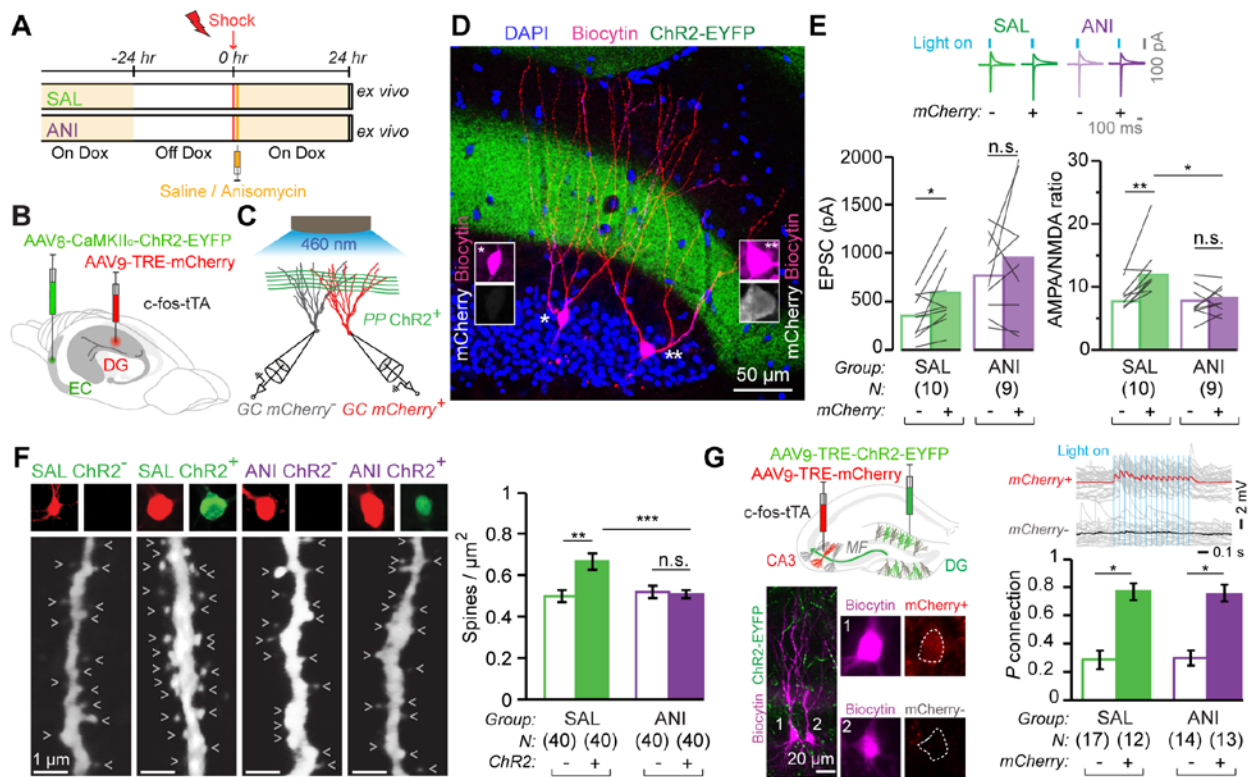 A
Shock
-24 hr
0 hr
24 hr
SAL
ex vivo
ANI
ex vivo
On Dox
Off Dox
On Dox
Saline / Anisomycin
B
AAV8-CaMKIIα-ChR2-EYFP
AAV9-TRE-mCherry
c-fos-tTA
DG
EC
C
460 nm
PP ChR2+
GC mCherry-
GC mCherry+
D
DAPI
Biocytin
ChR2-EYFP
mCherry Biocytin
*
**
mCherry Biocytin
*
**
50 µm
E
SAL
ANI
Light on
100 pA
mCherry:
-
+
-
+
100 ms
EPSC (pA)
2000
1500
1000
500
0
*
n.s.
Group:
SAL
ANI
N:
(10)
(9)
mCherry:
- +
- +
AMPA/NMDA ratio
30
20
10
0
**
*
n.s.
SAL
ANI
(10)
(9)
- +
- +
F
SAL ChR2-
SAL ChR2+
ANI ChR2-
ANI ChR2+
1 µm
Spines / µm²
1
0.8
0.6
0.4
0.2
0
**
***
n.s.
Group:
SAL
ANI
N:
(40) (40)
(40) (40)
ChR2:
- +
- +
G
AAV9-TRE-ChR2-EYFP
AAV9-TRE-mCherry
c-fos-tTA
CA3
MF
DG
Biocytin ChR2-EYFP
1
2
20 µm
Biocytin
mCherry+
1
Biocytin
mCherry-
2
Light on
mCherry+
mCherry-
2 mV
0.1 s
P connection
1
0.8
0.6
0.4
0.2
*
*
Group:
SAL
ANI
N:
(17) (12)
(14) (13)
mCherry:
- +
- +